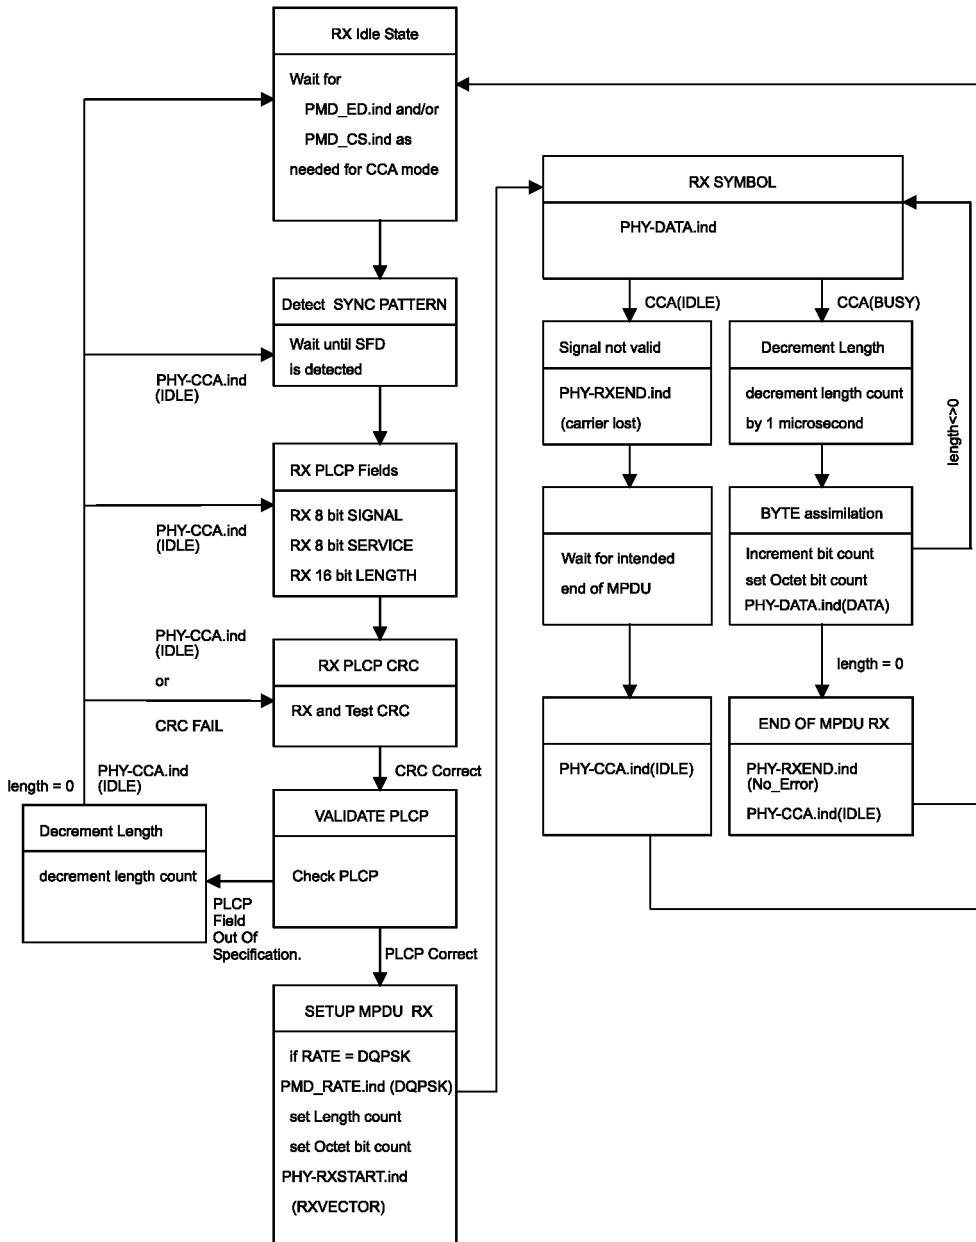 RX Idle State
Wait for
PMD_ED.ind and/or
PMD_CS.ind as
needed for CCA mode
Detect SYNC PATTERN
Wait until SFD
is detected
PHY-CCA.ind
(IDLE)
RX PLCP Fields
RX 8 bit SIGNAL
RX 8 bit SERVICE
RX 16 bit LENGTH
PHY-CCA.ind
(IDLE)
PHY-CCA.ind
(IDLE)
or
CRC FAIL
RX PLCP CRC
RX and Test CRC
CRC Correct
length = 0
PHY-CCA.ind
(IDLE)
Decrement Length
decrement length count
VALIDATE PLCP
Check PLCP
PLCP
Field
Out Of
Specification.
PLCP Correct
SETUP MPDU RX
if RATE = DQPSK
PMD_RATE.ind (DQPSK)
set Length count
set Octet bit count
PHY-RXSTART.ind
(RXVECTOR)
RX SYMBOL
PHY-DATA.ind
CCA(IDLE)
CCA(BUSY)
Signal not valid
PHY-RXEND.ind
(carrier lost)
Wait for intended
end of MPDU
PHY-CCA.ind(IDLE)
Decrement Length
decrement length count
by 1 microsecond
length<>0
BYTE assimilation
Increment bit count
set Octet bit count
PHY-DATA.ind(DATA)
length = 0
END OF MPDU RX
PHY-RXEND.ind
(No_Error)
PHY-CCA.ind(IDLE)